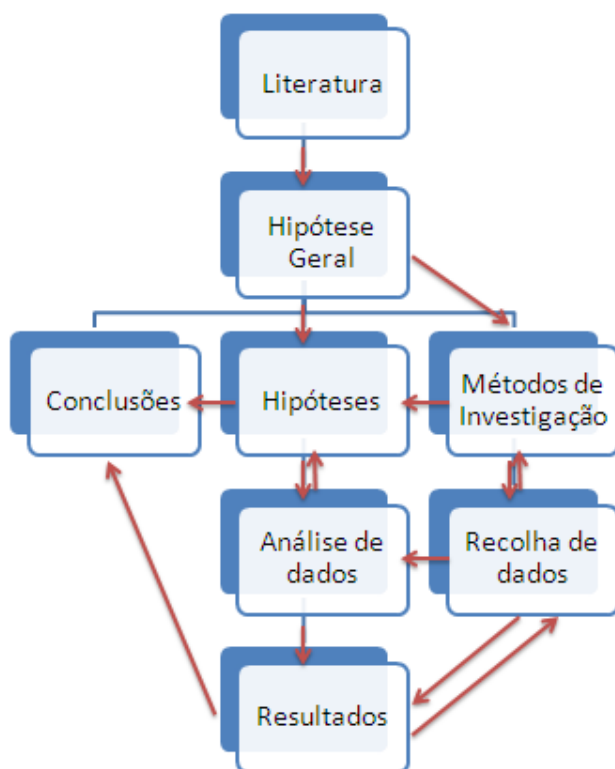 Literatura
Hipótese
Geral
Conclusões
Hipóteses
Métodos de
Investigação
Análise de
dados
Recolha de
dados
Resultados